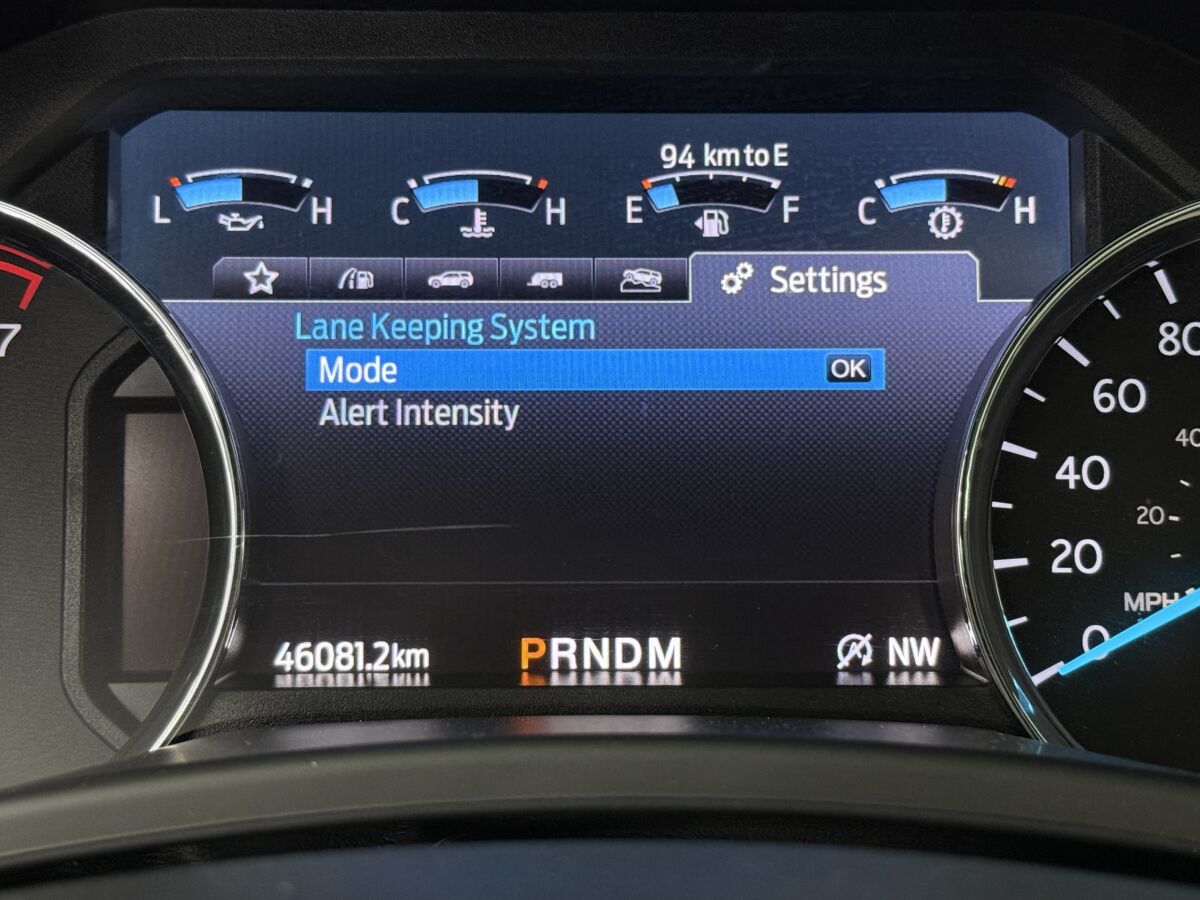 94 km to E
L H C H E F C H
Settings
Lane Keeping System
Mode OK
Alert Intensity
46081.2km PRNDM NW
7
80
60
40
40
20
20
MPH
0